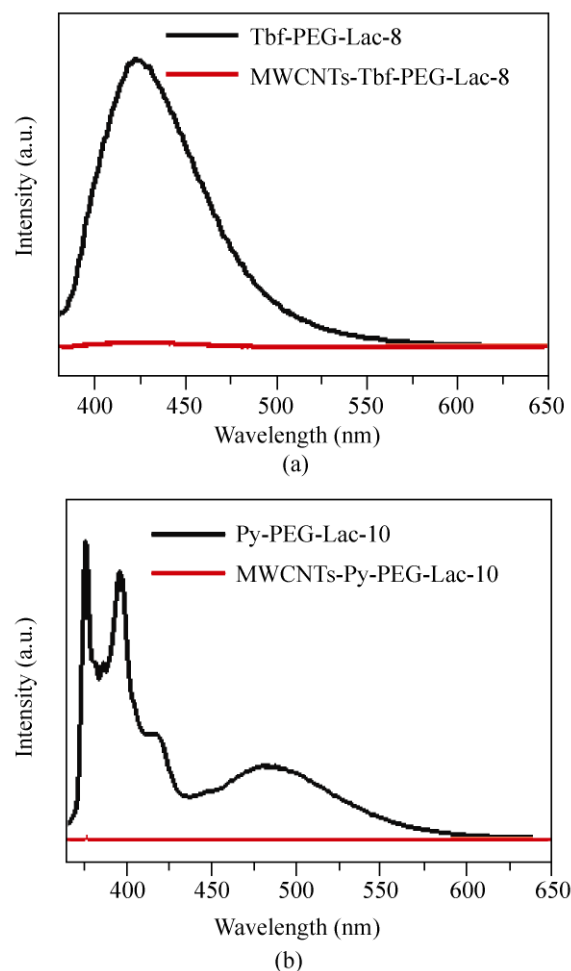 (a)
Tbf-PEG-Lac-8
MWCNTs-Tbf-PEG-Lac-8
Intensity (a.u.)
400 450 500 550 600 650
Wavelength (nm)
(a)
Py-PEG-Lac-10
MWCNTs-Py-PEG-Lac-10
Intensity (a.u.)
400 450 500 550 600 650
Wavelength (nm)
(b)